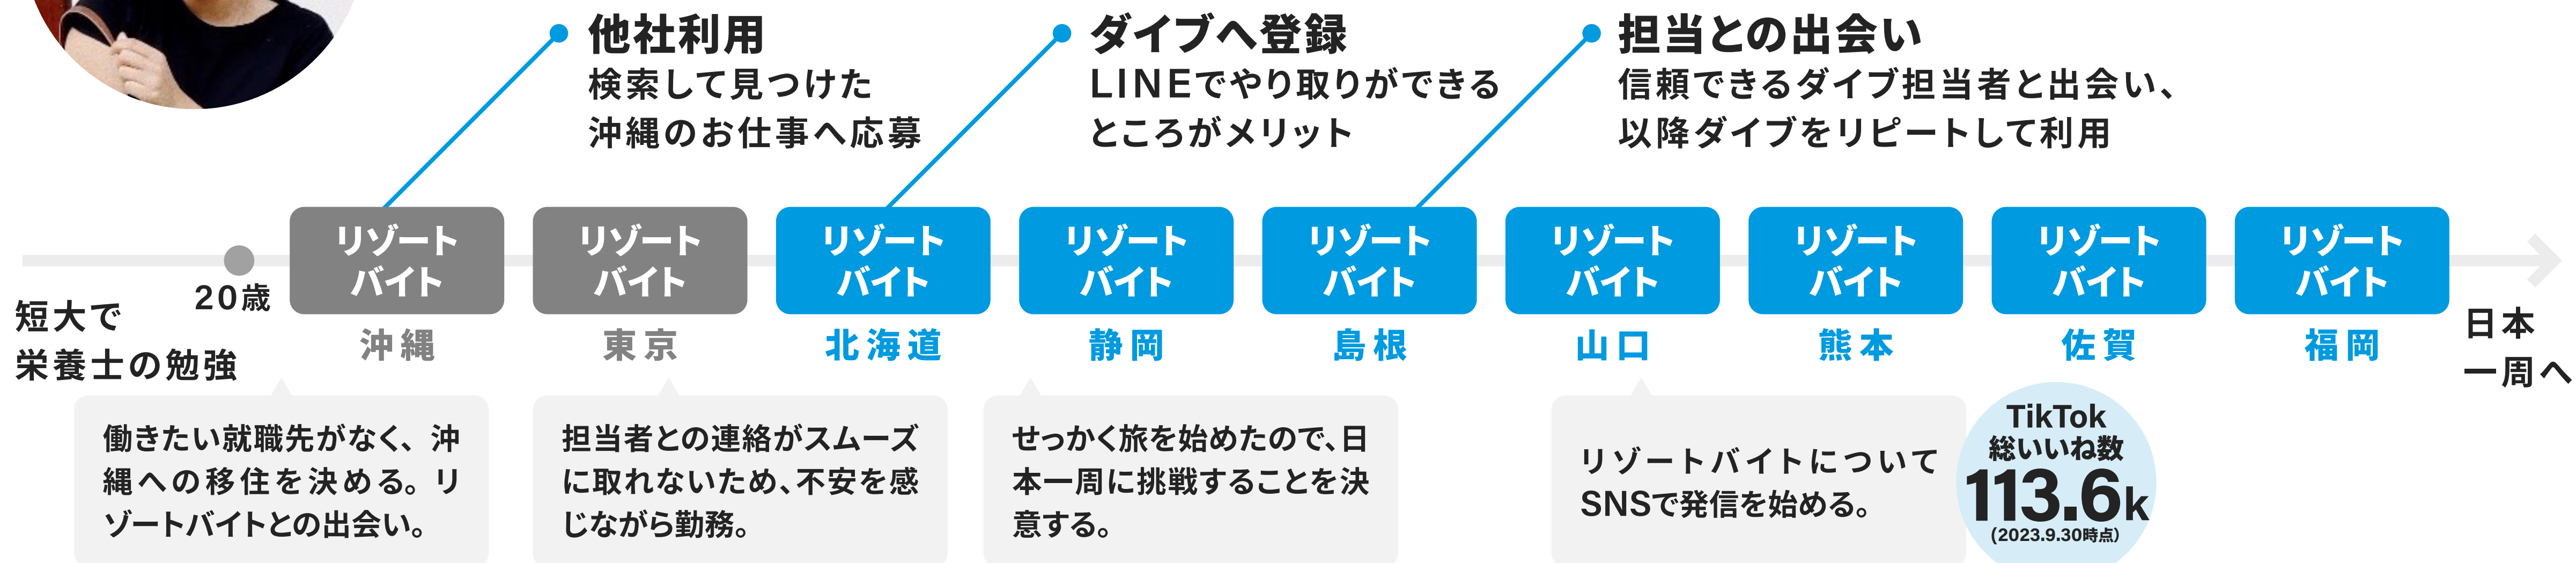 他社利用
検索して見つけた
沖縄のお仕事へ応募
ダイブへ登録
LINEでやり取りができる
ところがメリット
担当との出会い
信頼できるダイブ担当者と出会い、
以降ダイブをリピートして利用
短大で
栄養士の勉強
20歳
リゾート
バイト
沖縄
リゾート
バイト
東京
リゾート
バイト
北海道
リゾート
バイト
静岡
リゾート
バイト
島根
リゾート
バイト
山口
リゾート
バイト
熊本
リゾート
バイト
佐賀
リゾート
バイト
福岡
日本
一周へ
働きたい就職先がなく、沖
縄への移住を決める。リ
ゾートバイトとの出会い。
担当者との連絡がスムーズ
に取れないため、不安を感
じながら勤務。
せっかく旅を始めたので、日
本一周に挑戦することを決
意する。
リゾートバイトについて
SNSで発信を始める。
TikTok
総いいね数
113.6k
(2023.9.30時点)